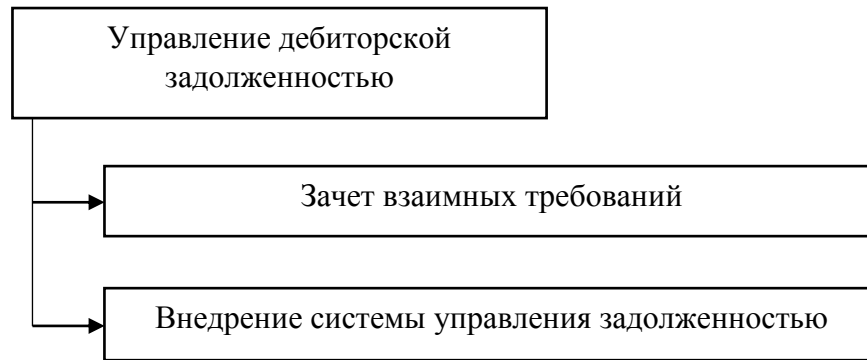 Управление дебиторской
задолженностью
Зачет взаимных требований
Внедрение системы управления задолженностью